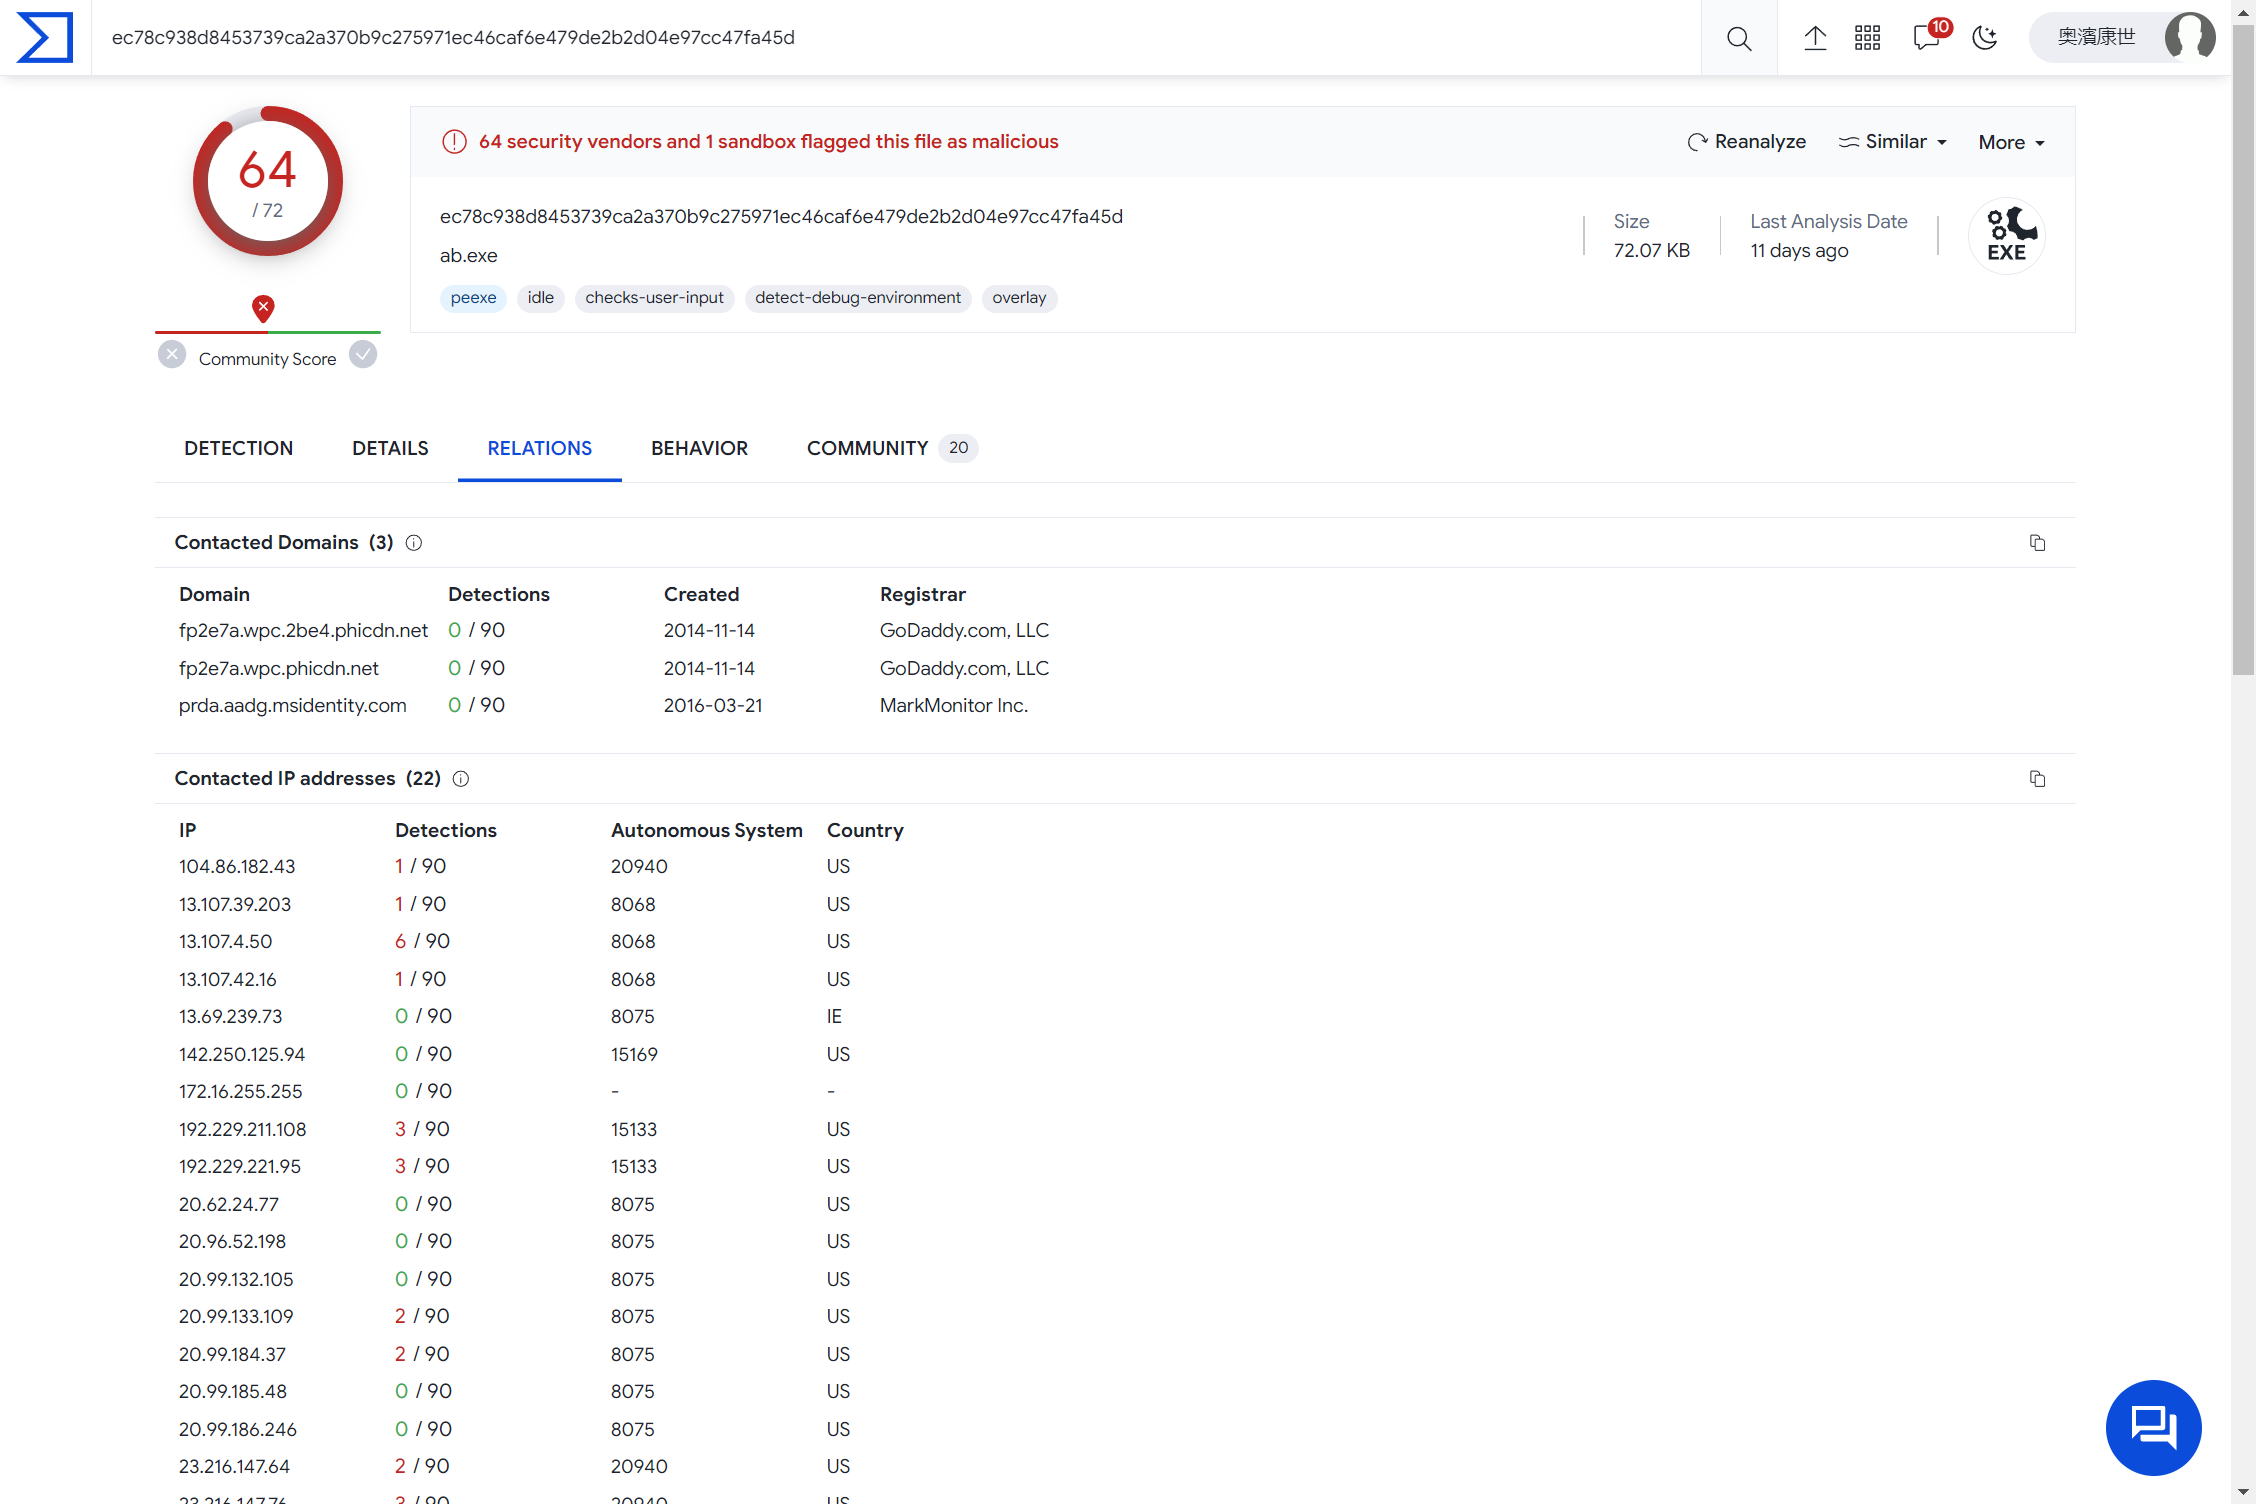 ec78c938d8453739ca2a370b9c275971ec46caf6e479de2b2d04e97cc47fa45d
10
奥濱康世
64
/ 72
Community Score
64 security vendors and 1 sandbox flagged this file as malicious
Reanalyze
Similar
More
ec78c938d8453739ca2a370b9c275971ec46caf6e479de2b2d04e97cc47fa45d
ab.exe
peexe
idle
checks-user-input
detect-debug-environment
overlay
Size
72.07 KB
Last Analysis Date
11 days ago
EXE
DETECTION DETAILS RELATIONS BEHAVIOR COMMUNITY 20
Contacted Domains (3)
Domain Detections Created Registrar
fp2e7a.wpc.2be4.phicdn.net 0 / 90 2014-11-14 GoDaddy.com, LLC
fp2e7a.wpc.phicdn.net 0 / 90 2014-11-14 GoDaddy.com, LLC
prda.aadg.msidentity.com 0 / 90 2016-03-21 MarkMonitor Inc.
Contacted IP addresses (22)
IP Detections Autonomous System Country
104.86.182.43 1 / 90 20940 US
13.107.39.203 1 / 90 8068 US
13.107.4.50 6 / 90 8068 US
13.107.42.16 1 / 90 8068 US
13.69.239.73 0 / 90 8075 IE
142.250.125.94 0 / 90 15169 US
172.16.255.255 0 / 90 - -
192.229.211.108 3 / 90 15133 US
192.229.221.95 3 / 90 15133 US
20.62.24.77 0 / 90 8075 US
20.96.52.198 0 / 90 8075 US
20.99.132.105 0 / 90 8075 US
20.99.133.109 2 / 90 8075 US
20.99.184.37 2 / 90 8075 US
20.99.185.48 0 / 90 8075 US
20.99.186.246 0 / 90 8075 US
23.216.147.64 2 / 90 20940 US
23.216.147.76 3 / 90 20940 US